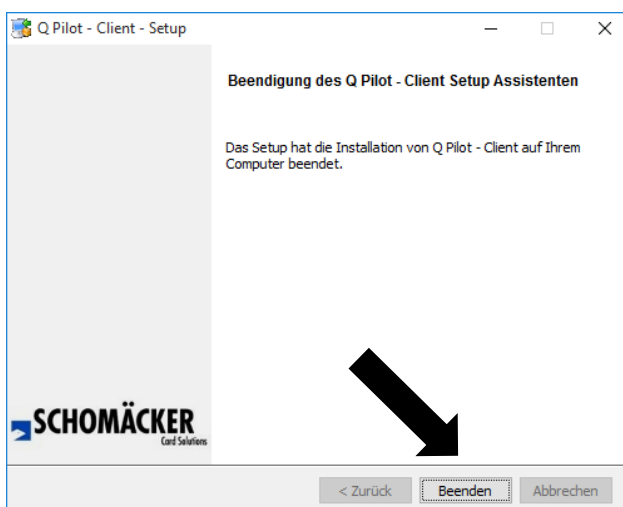 Q Pilot - Client - Setup
Beendigung des Q Pilot - Client Setup Assistenten
Das Setup hat die Installation von Q Pilot - Client auf Ihrem
Computer beendet.
SCHOMÄCKER
Card Solutions
< Zurück Beenden Abbrechen